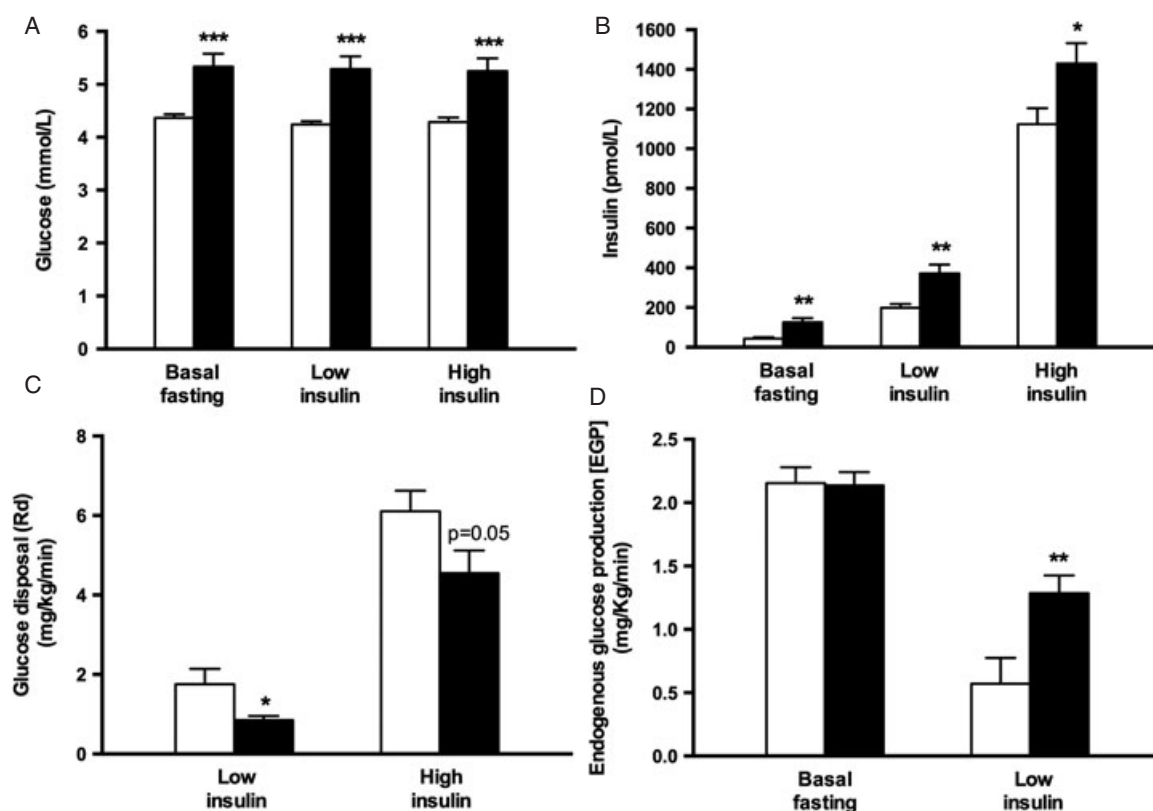 A
Glucose (mmol/L)
6
5
4
3
2
1
0
***
***
***
Basal
fasting
Low
insulin
High
insulin
B
Insulin (pmol/L)
1600
1400
1200
1000
800
600
400
200
0
**
**
*
Basal
fasting
Low
insulin
High
insulin
C
Glucose disposal (Rd)
(mg/kg/min)
8
6
4
2
0
*
p=0.05
Low
insulin
High
insulin
D
Endogenous glucose production [EGP]
(mg/Kg/min)
2.5
2.0
1.5
1.0
0.5
0.0
**
Basal
fasting
Low
insulin